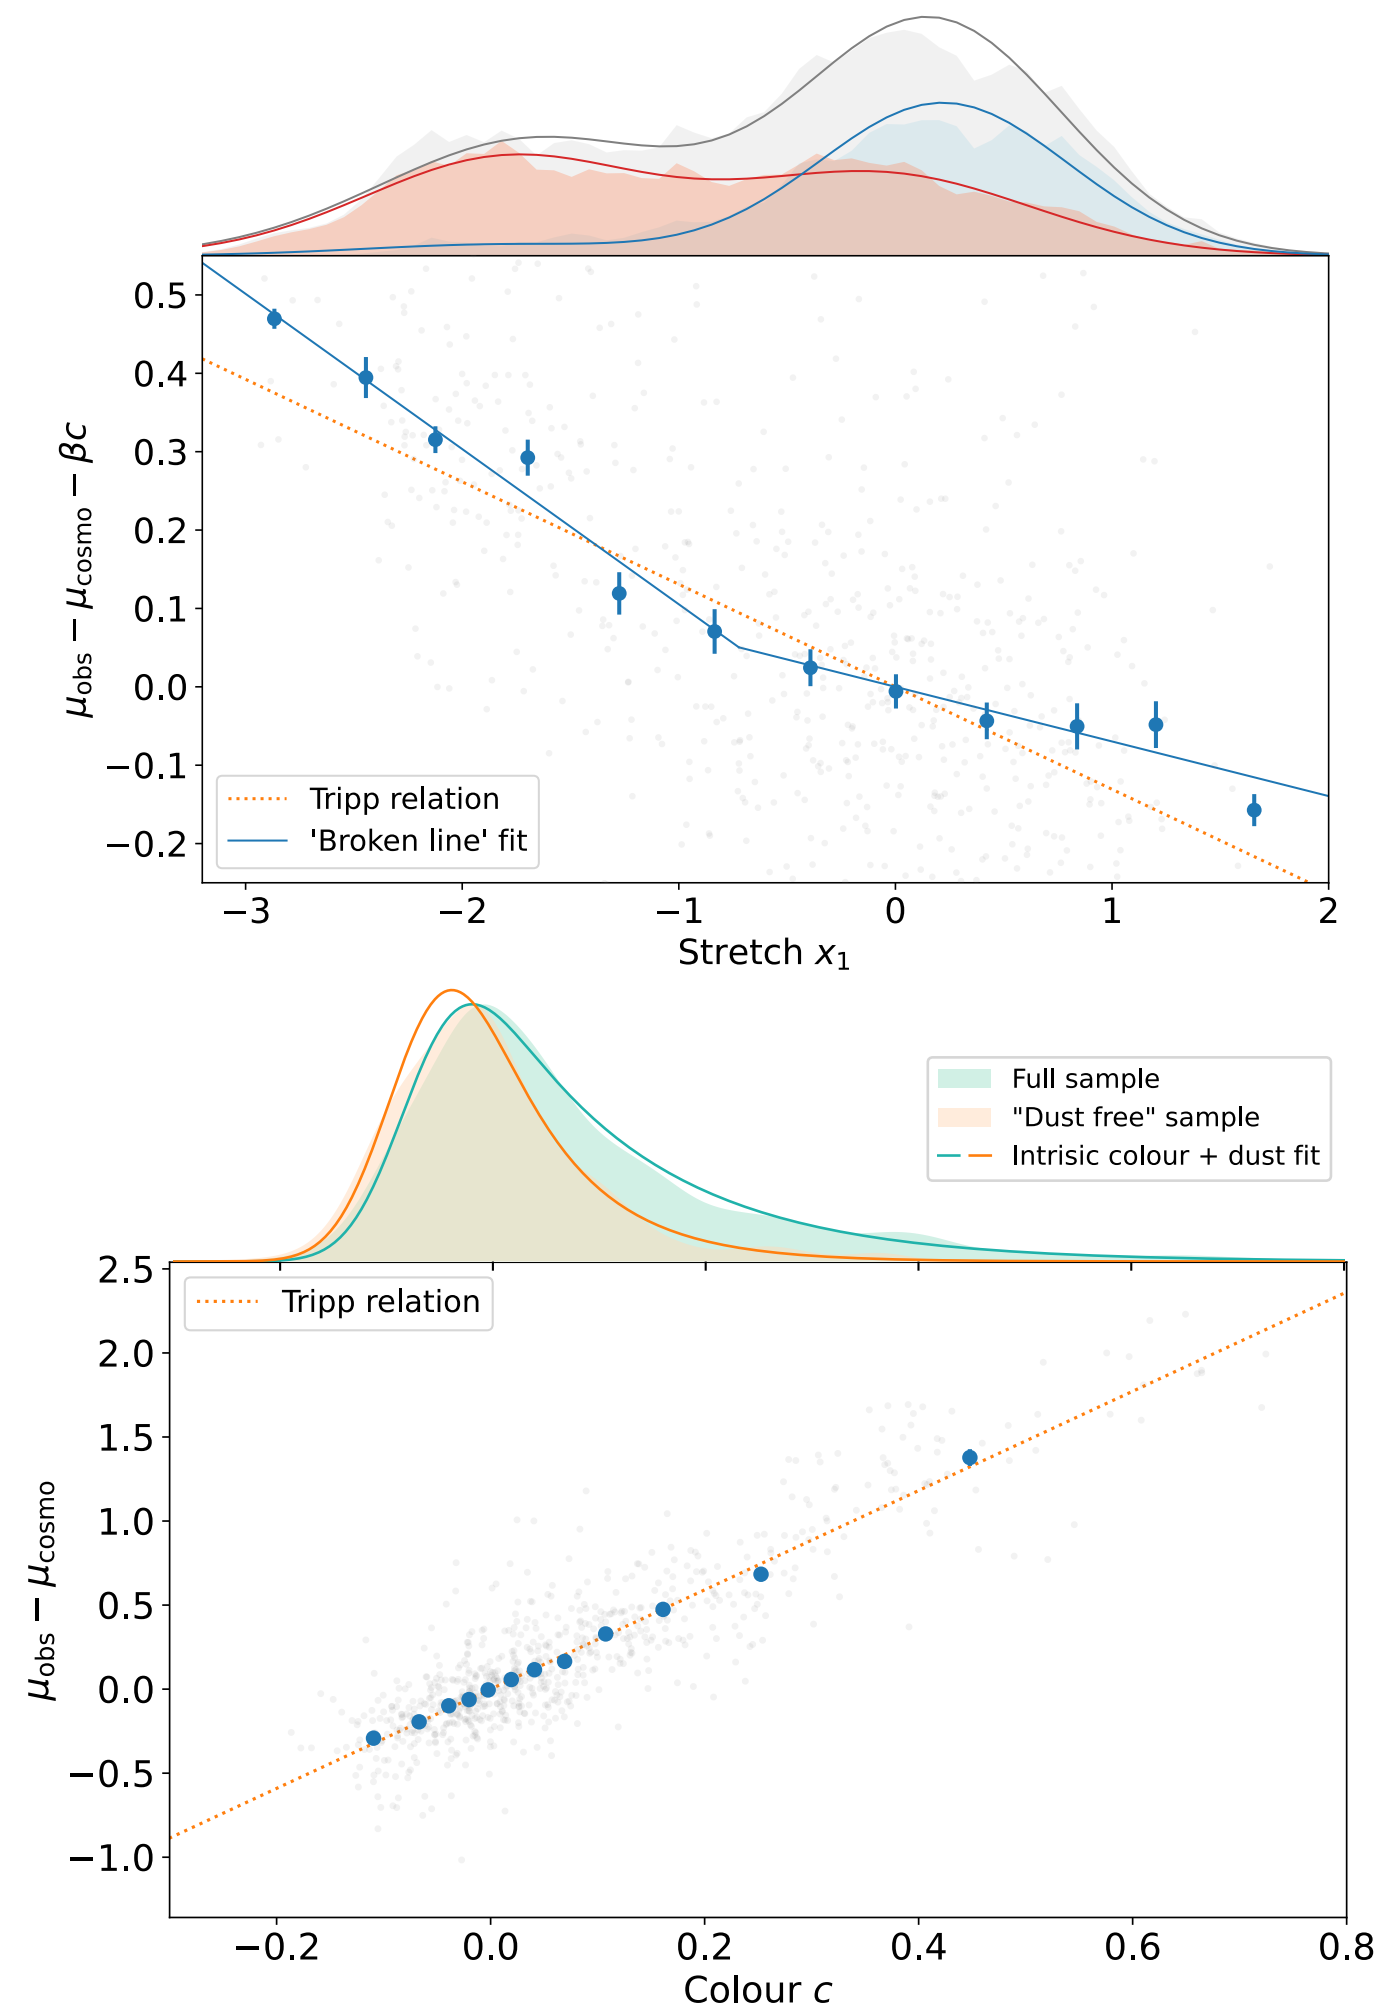 0.5
0.4
0.3
0.2
0.1
0.0
−0.1
−0.2
μobs − μcosmo − βc
Tripp relation
'Broken line' fit
−3 −2 −1 0 1 2
Stretch x1
Full sample
"Dust free" sample
Intrisic colour + dust fit
2.5
2.0
1.5
1.0
0.5
0.0
−0.5
−1.0
μobs − μcosmo
Tripp relation
−0.2 0.0 0.2 0.4 0.6 0.8
Colour c